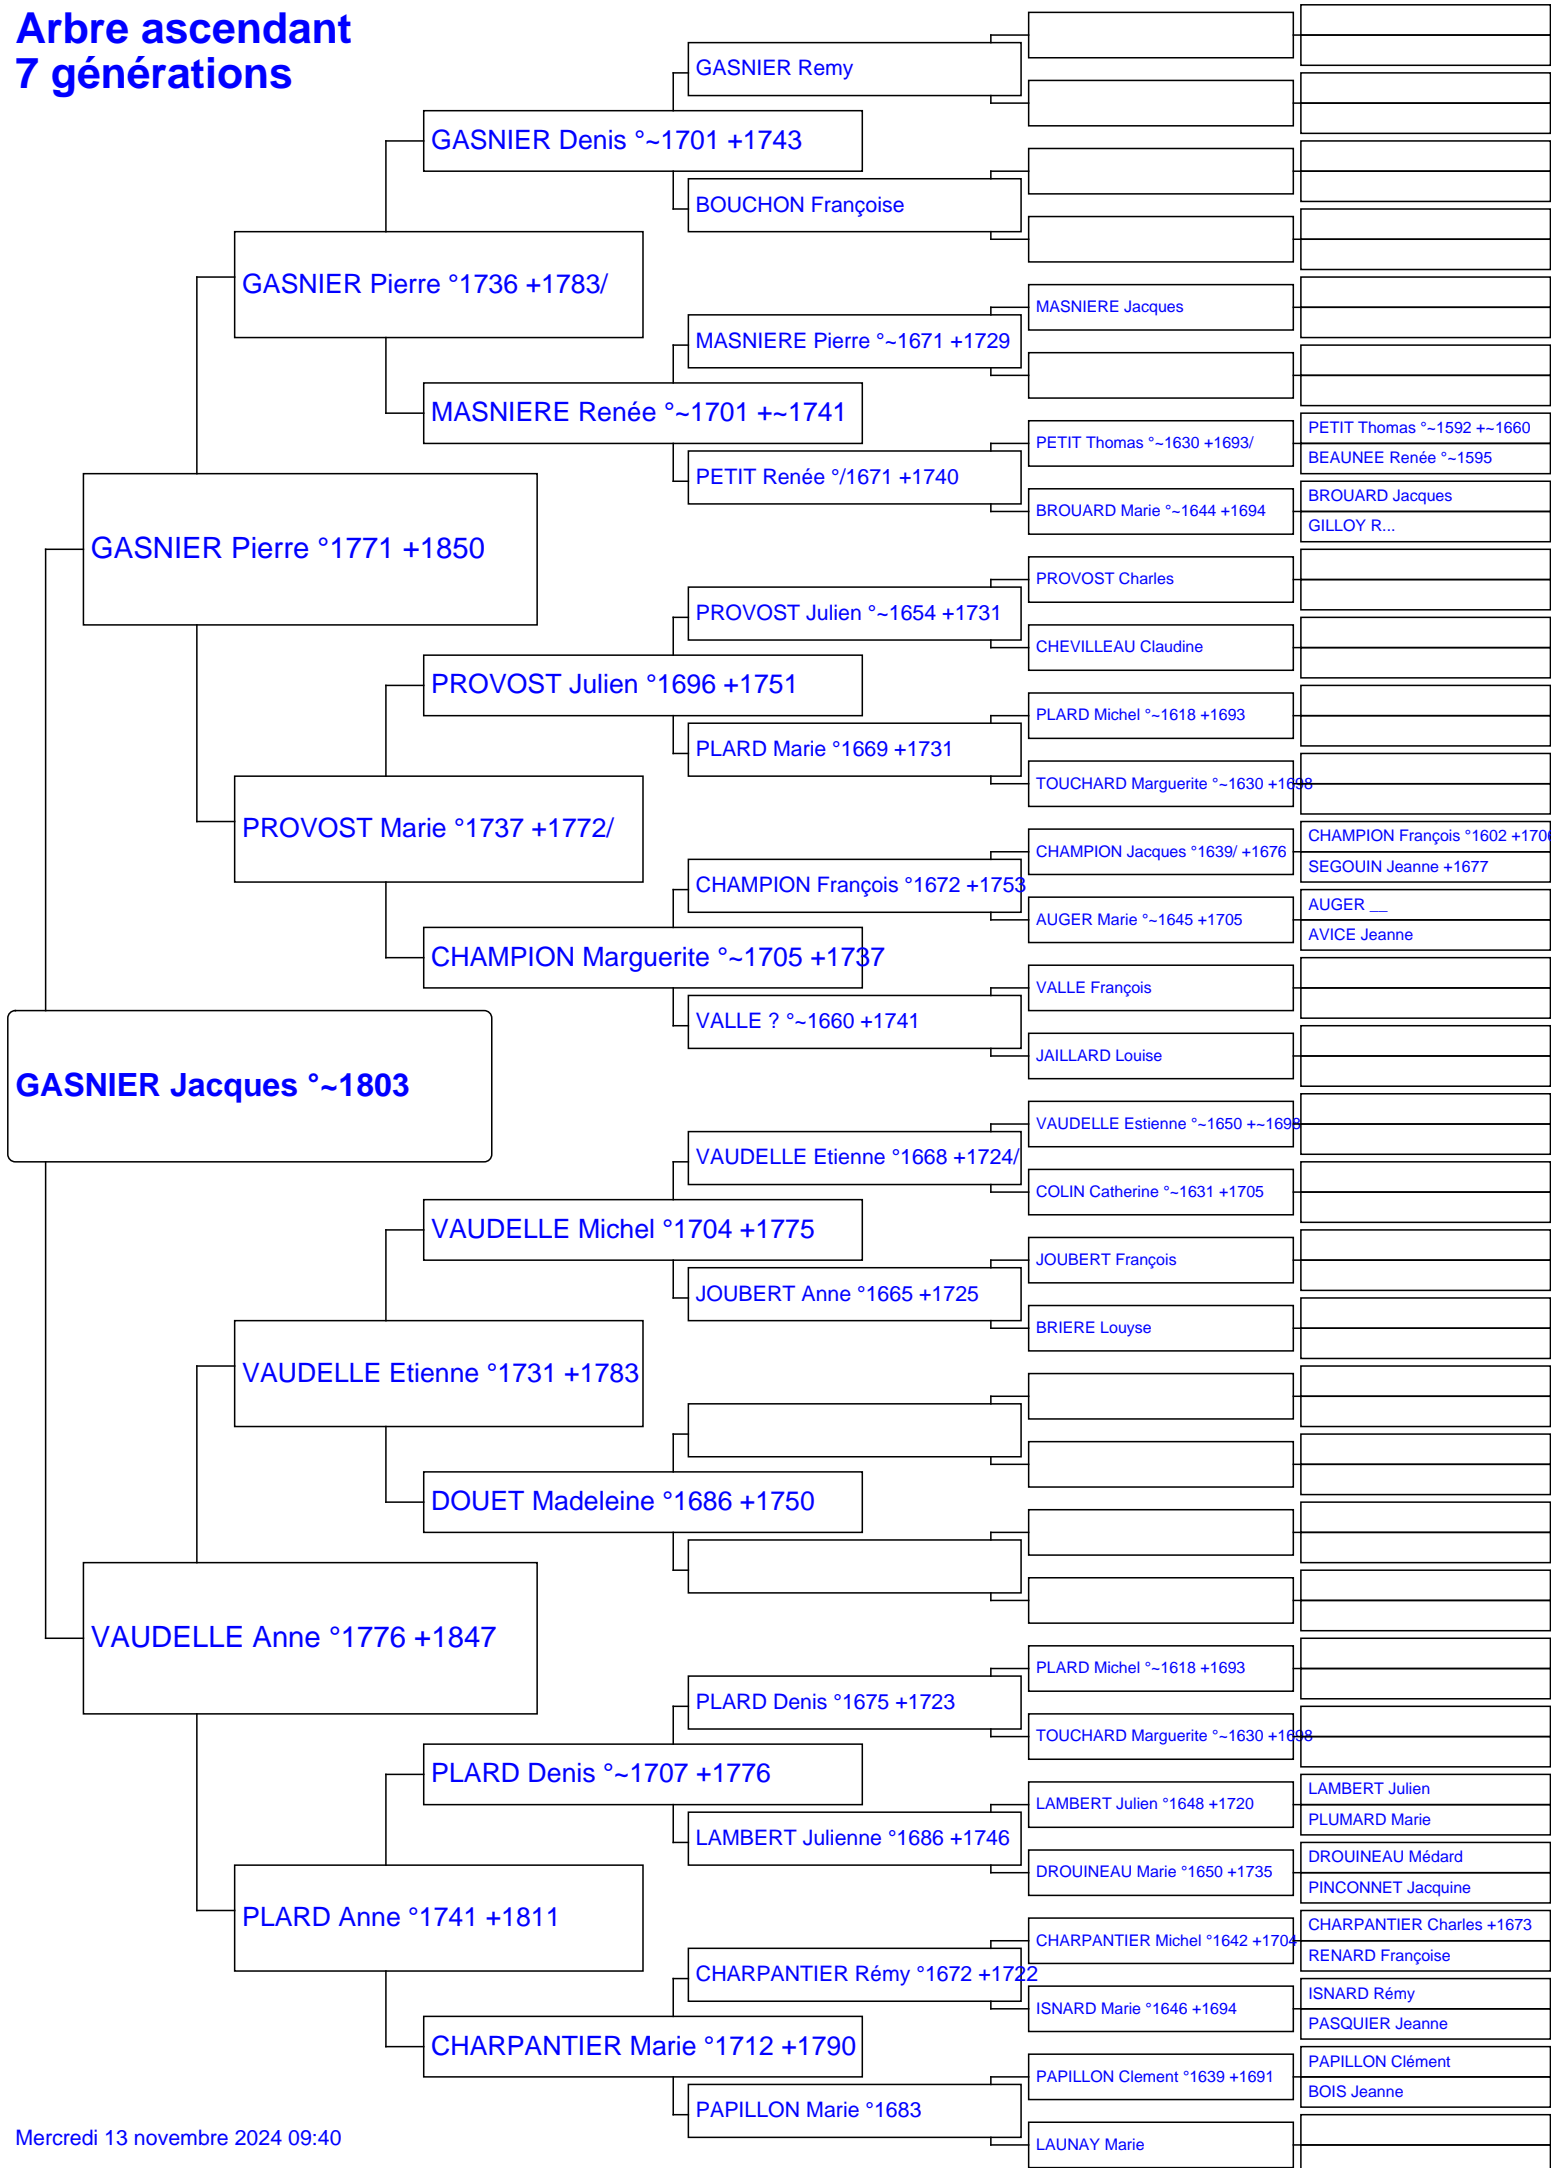 Arbre ascendant
7 générations
GASNIER Remy
GASNIER Denis °~1701 +1743
BOUCHON Françoise
GASNIER Pierre °1736 +1783/
MASNIERE Jacques
MASNIERE Pierre °~1671 +1729
MASNIERE Renée °~1701 +~1741
PETIT Thomas °~1592 +~1660
PETIT Thomas °~1630 +1693/
BEAUNEE Renée °~1595
PETIT Renée °/1671 +1740
BROUARD Jacques
BROUARD Marie °~1644 +1694
GILLOY R...
GASNIER Pierre °1771 +1850
PROVOST Charles
PROVOST Julien °~1654 +1731
CHEVILLEAU Claudine
PROVOST Julien °1696 +1751
PLARD Michel °~1618 +1693
PLARD Marie °1669 +1731
TOUCHARD Marguerite °~1630 +1698
PROVOST Marie °1737 +1772/
CHAMPION François °1602 +170
CHAMPION Jacques °1639/ +1676
SEGOUIN Jeanne +1677
CHAMPION François °1672 +1753
AUGER __
AUGER Marie °~1645 +1705
AVICE Jeanne
CHAMPION Marguerite °~1705 +1737
VALLE François
VALLE ? °~1660 +1741
JAILLARD Louise
GASNIER Jacques °~1803
VAUDELLE Estienne °~1650 +~1698
VAUDELLE Etienne °1668 +1724/
COLIN Catherine °~1631 +1705
VAUDELLE Michel °1704 +1775
JOUBERT François
JOUBERT Anne °1665 +1725
BRIERE Louyse
VAUDELLE Etienne °1731 +1783
DOUET Madeleine °1686 +1750
VAUDELLE Anne °1776 +1847
PLARD Michel °~1618 +1693
PLARD Denis °1675 +1723
TOUCHARD Marguerite °~1630 +1698
PLARD Denis °~1707 +1776
LAMBERT Julien
LAMBERT Julien °1648 +1720
PLUMARD Marie
LAMBERT Julienne °1686 +1746
DROUINEAU Médard
DROUINEAU Marie °1650 +1735
PINCONNET Jacquine
PLARD Anne °1741 +1811
CHARPANTIER Charles +1673
CHARPANTIER Michel °1642 +1704
RENARD Françoise
CHARPANTIER Rémy °1672 +1722
ISNARD Rémy
ISNARD Marie °1646 +1694
PASQUIER Jeanne
CHARPANTIER Marie °1712 +1790
PAPILLON Clément
PAPILLON Clement °1639 +1691
BOIS Jeanne
PAPILLON Marie °1683
LAUNAY Marie
Mercredi 13 novembre 2024 09:40